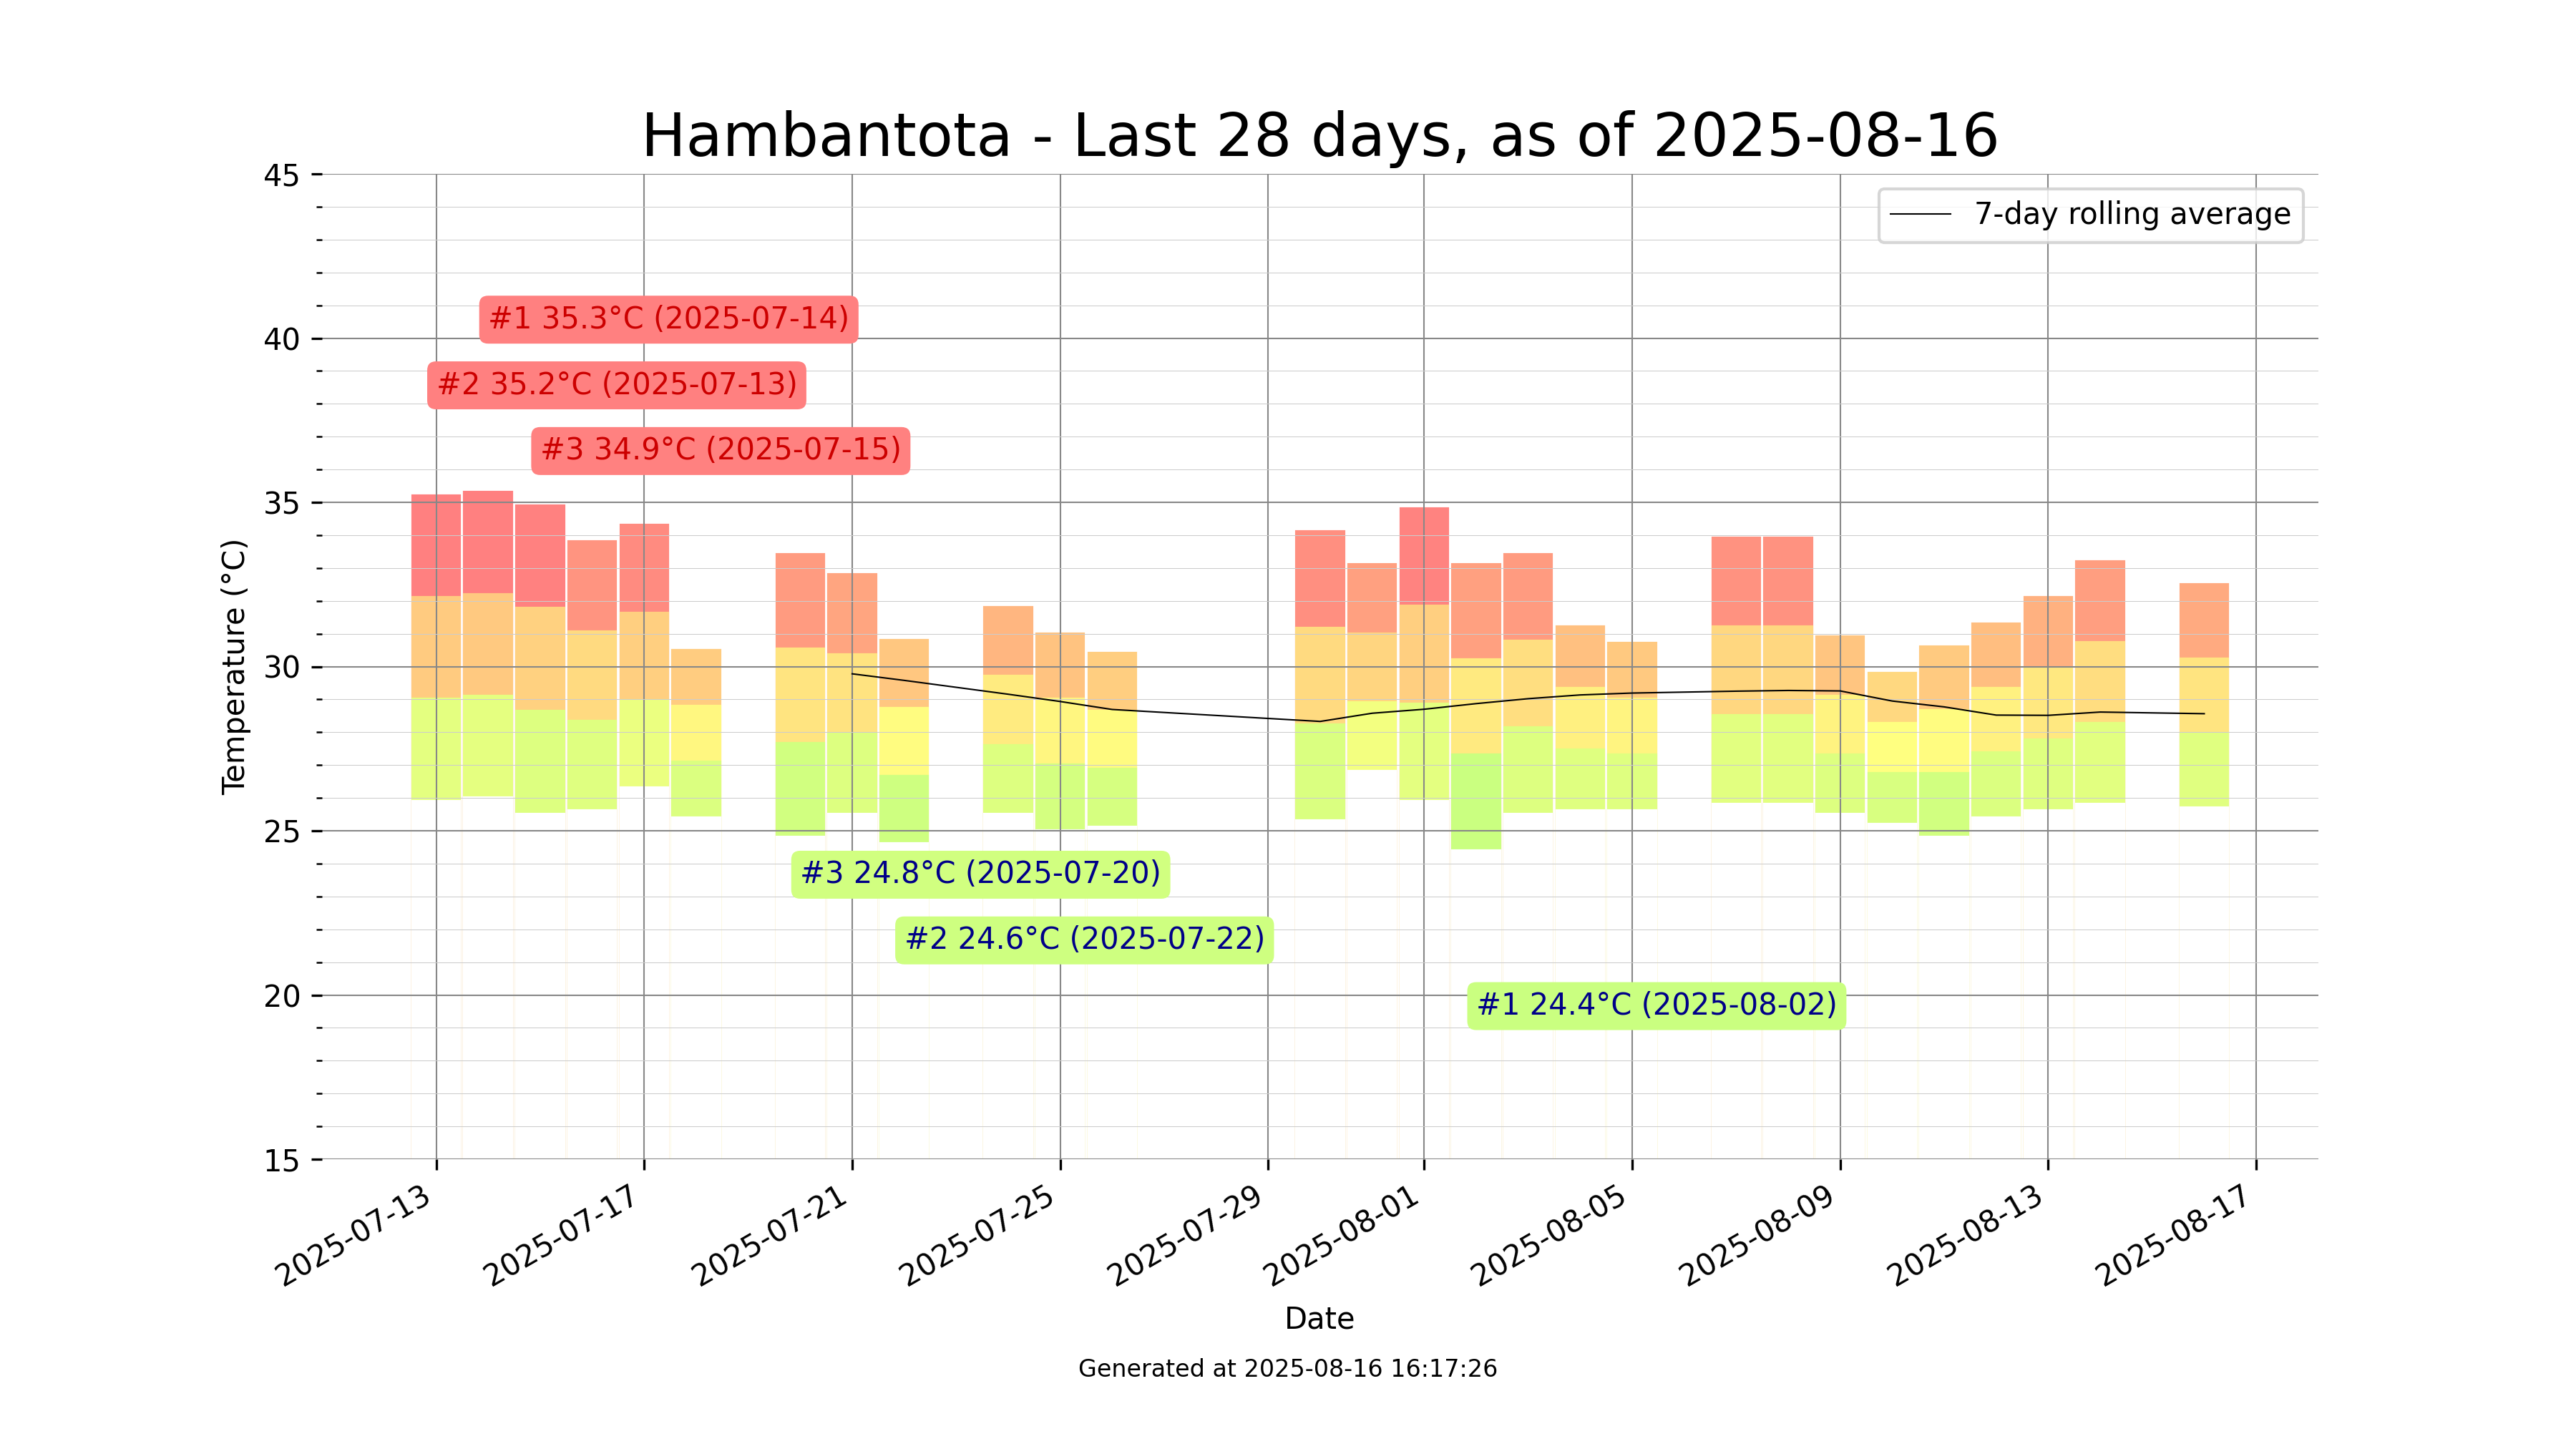 Hambantota - Last 28 days, as of 2025-08-16
7-day rolling average
#1 35.3°C (2025-07-14)
#2 35.2°C (2025-07-13)
#3 34.9°C (2025-07-15)
#3 24.8°C (2025-07-20)
#2 24.6°C (2025-07-22)
#1 24.4°C (2025-08-02)
Temperature (°C)
45
40
35
30
25
20
15
2025-07-13
2025-07-17
2025-07-21
2025-07-25
2025-07-29
2025-08-01
2025-08-05
2025-08-09
2025-08-13
2025-08-17
Date
Generated at 2025-08-16 16:17:26